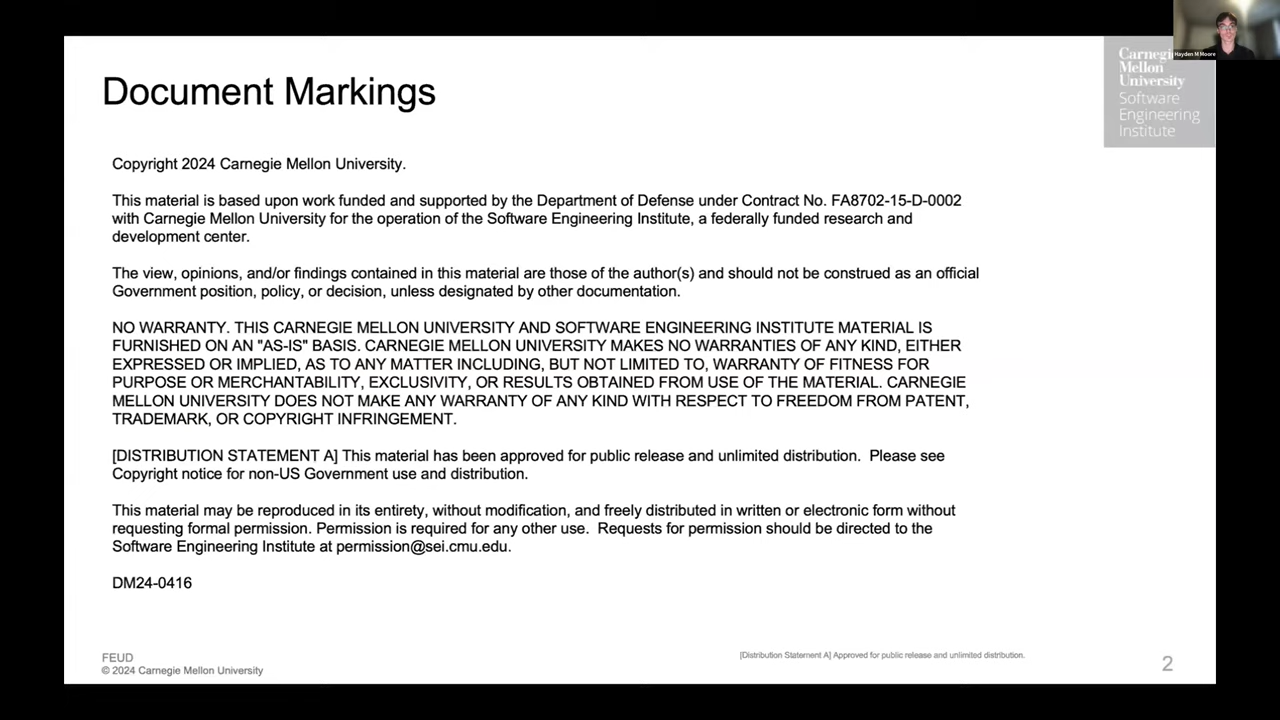 Document Markings
Carnegie
Mellon
University
Software
Engineering
Institute
Hayden M Moore
Copyright 2024 Carnegie Mellon University.
This material is based upon work funded and supported by the Department of Defense under Contract No. FA8702-15-D-0002
with Carnegie Mellon University for the operation of the Software Engineering Institute, a federally funded research and
development center.
The view, opinions, and/or findings contained in this material are those of the author(s) and should not be construed as an official
Government position, policy, or decision, unless designated by other documentation.
NO WARRANTY. THIS CARNEGIE MELLON UNIVERSITY AND SOFTWARE ENGINEERING INSTITUTE MATERIAL IS
FURNISHED ON AN "AS-IS" BASIS. CARNEGIE MELLON UNIVERSITY MAKES NO WARRANTIES OF ANY KIND, EITHER
EXPRESSED OR IMPLIED, AS TO ANY MATTER INCLUDING, BUT NOT LIMITED TO, WARRANTY OF FITNESS FOR
PURPOSE OR MERCHANTABILITY, EXCLUSIVITY, OR RESULTS OBTAINED FROM USE OF THE MATERIAL. CARNEGIE
MELLON UNIVERSITY DOES NOT MAKE ANY WARRANTY OF ANY KIND WITH RESPECT TO FREEDOM FROM PATENT,
TRADEMARK, OR COPYRIGHT INFRINGEMENT.
[DISTRIBUTION STATEMENT A] This material has been approved for public release and unlimited distribution. Please see
Copyright notice for non-US Government use and distribution.
This material may be reproduced in its entirety, without modification, and freely distributed in written or electronic form without
requesting formal permission. Permission is required for any other use. Requests for permission should be directed to the
Software Engineering Institute at permission@sei.cmu.edu.
DM24-0416
FEUD
© 2024 Carnegie Mellon University
[Distribution Statement A] Approved for public release and unlimited distribution.
2